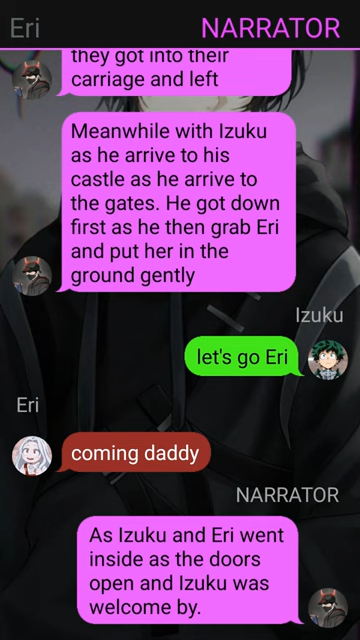 Eri
NARRATOR
they got into their
carriage and left
Meanwhile with Izuku
as he arrive to his
castle as he arrive to
the gates. He got down
first as he then grab Eri
and put her in the
ground gently
Izuku
let's go Eri
Eri
coming daddy
NARRATOR
As Izuku and Eri went
inside as the doors
open and Izuku was
welcome by.